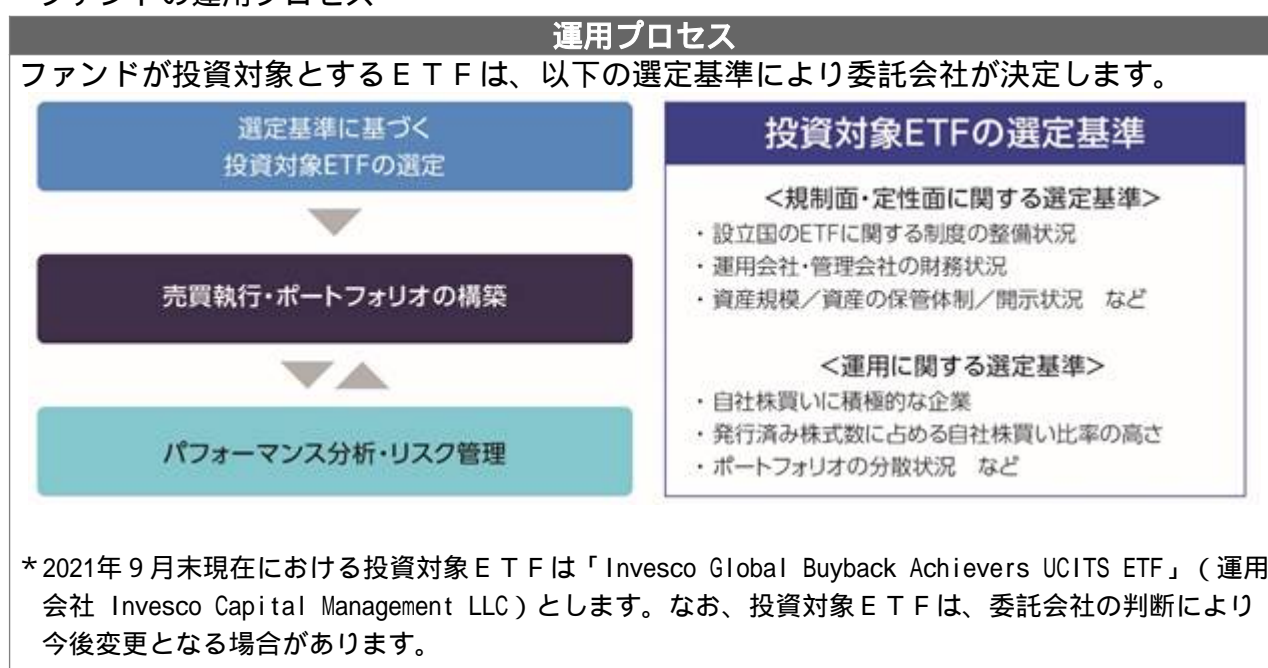 ファンドの運用プロセス
運用プロセス
ファンドが投資対象とするＥＴＦは、以下の選定基準により委託会社が決定します。
選定基準に基づく
投資対象ETFの選定
売買執行・ポートフォリオの構築
パフォーマンス分析・リスク管理
投資対象ETFの選定基準
＜規制面・定性面に関する選定基準＞
・設立国のETFに関する制度の整備状況
・運用会社・管理会社の財務状況
・資産規模／資産の保管体制／開示状況　など
＜運用に関する選定基準＞
・自社株買いに積極的な企業
・発行済み株式数に占める自社株買い比率の高さ
・ポートフォリオの分散状況　など
＊2021年９月末現在における投資対象ＥＴＦは「Invesco Global Buyback Achievers UCITS ETF」（運用
会社 Invesco Capital Management LLC）とします。なお、投資対象ＥＴＦは、委託会社の判断により
今後変更となる場合があります。